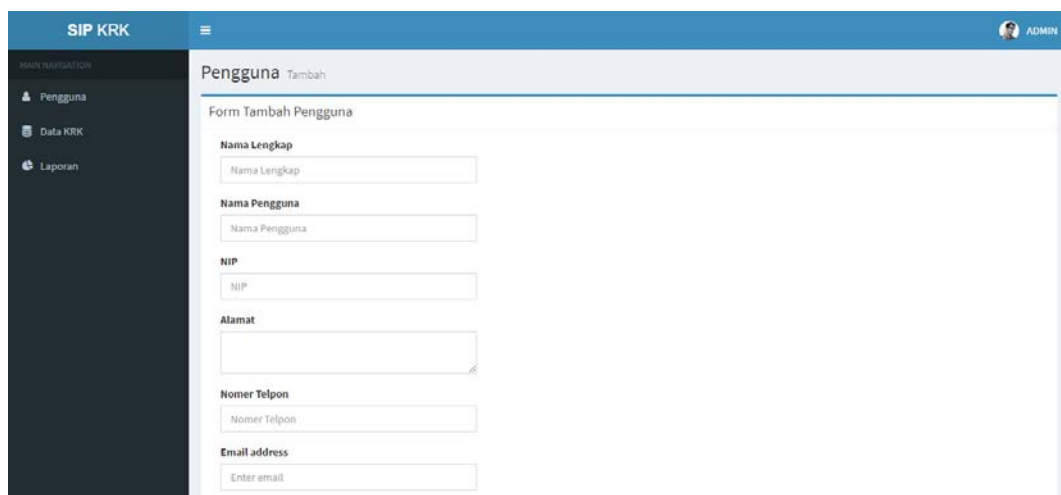 SIP KRK
ADMIN
MAIN NAVIGATION
Pengguna
Data KRK
Laporan
Pengguna Tambah
Form Tambah Pengguna
Nama Lengkap
Nama Lengkap
Nama Pengguna
Nama Pengguna
NIP
NIP
Alamat
Nomer Telpon
Nomer Telpon
Email address
Enter email